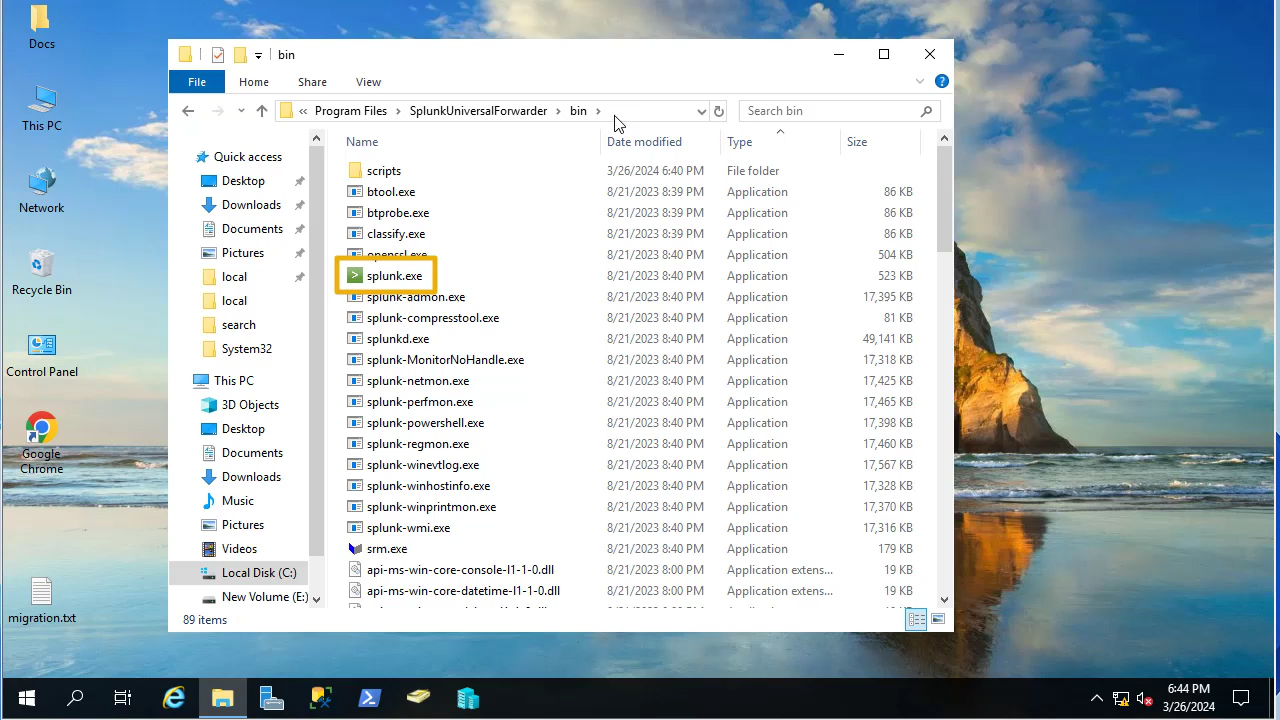 Docs
This PC
Network
Recycle Bin
Control Panel
Google
Chrome
migration.txt
bin
File Home Share View
« Program Files > SplunkUniversalForwarder > bin >
Search bin
Quick access
Desktop
Downloads
Documents
Pictures
local
local
search
System32
This PC
3D Objects
Desktop
Documents
Downloads
Music
Pictures
Videos
Local Disk (C:)
New Volume (E:)
Name Date modified Type Size
scripts 3/26/2024 6:40 PM File folder
btool.exe 8/21/2023 8:39 PM Application 86 KB
btprobe.exe 8/21/2023 8:39 PM Application 86 KB
classify.exe 8/21/2023 8:39 PM Application 86 KB
openssl.exe 8/21/2023 8:40 PM Application 504 KB
splunk.exe 8/21/2023 8:40 PM Application 523 KB
splunk-admon.exe 8/21/2023 8:40 PM Application 17,395 KB
splunk-compresstool.exe 8/21/2023 8:40 PM Application 81 KB
splunkd.exe 8/21/2023 8:40 PM Application 49,141 KB
splunk-MonitorNoHandle.exe 8/21/2023 8:40 PM Application 17,318 KB
splunk-netmon.exe 8/21/2023 8:40 PM Application 17,425 KB
splunk-perfmon.exe 8/21/2023 8:40 PM Application 17,465 KB
splunk-powershell.exe 8/21/2023 8:40 PM Application 17,398 KB
splunk-regmon.exe 8/21/2023 8:40 PM Application 17,460 KB
splunk-winevtlog.exe 8/21/2023 8:40 PM Application 17,567 KB
splunk-winhostinfo.exe 8/21/2023 8:40 PM Application 17,328 KB
splunk-winprintmon.exe 8/21/2023 8:40 PM Application 17,370 KB
splunk-wmi.exe 8/21/2023 8:40 PM Application 17,316 KB
srm.exe 8/21/2023 8:40 PM Application 179 KB
api-ms-win-core-console-l1-1-0.dll 8/21/2023 8:00 PM Application extens... 19 KB
api-ms-win-core-datetime-l1-1-0.dll 8/21/2023 8:00 PM Application extens... 19 KB
89 items
6:44 PM
3/26/2024